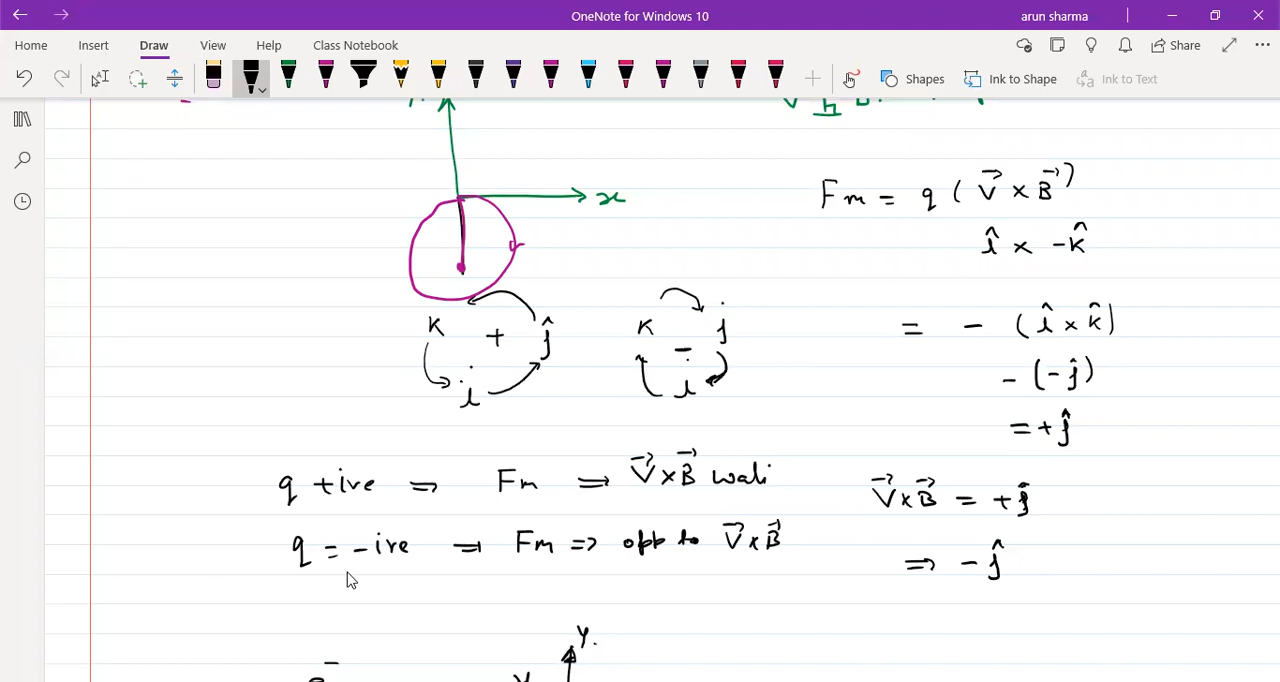 OneNote for Windows 10
arun sharma
Home Insert Draw View Help Class Notebook
Share
Shapes Ink to Shape Ink to Text
x
Fm = q ( V⃗ × B⃗ )
î × -k̂
K + ĵ i
K - j i
= - ( î × k̂ )
- ( - ĵ )
= + ĵ
q +ive ⇒ Fm ⇒ V⃗×B⃗ wali
V⃗×B⃗ = + ĵ
q = -ive ⇒ Fm ⇒ opp to V⃗×B⃗
⇒ - ĵ
y.